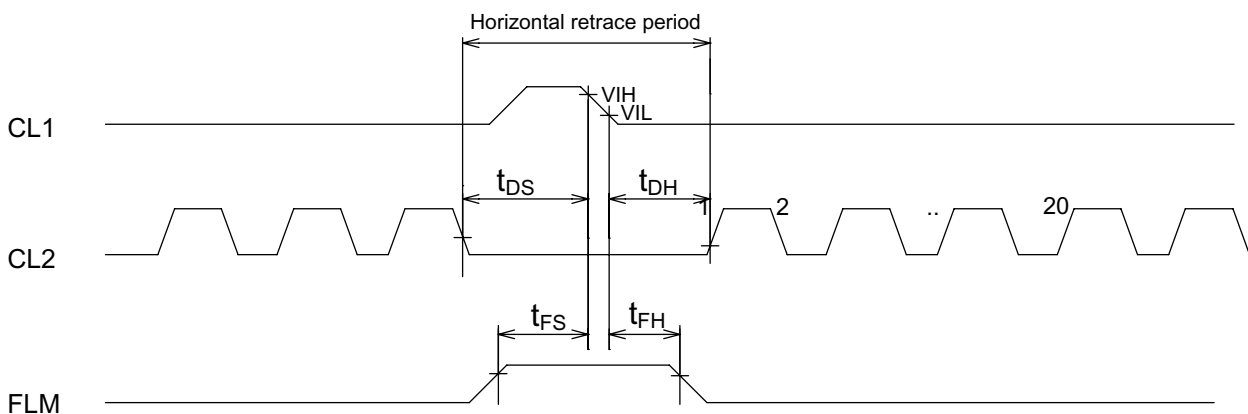 Horizontal retrace period
VIH
VIL
CL1
tDS
tDH
1 2 .. 20
CL2
tFS
tFH
FLM